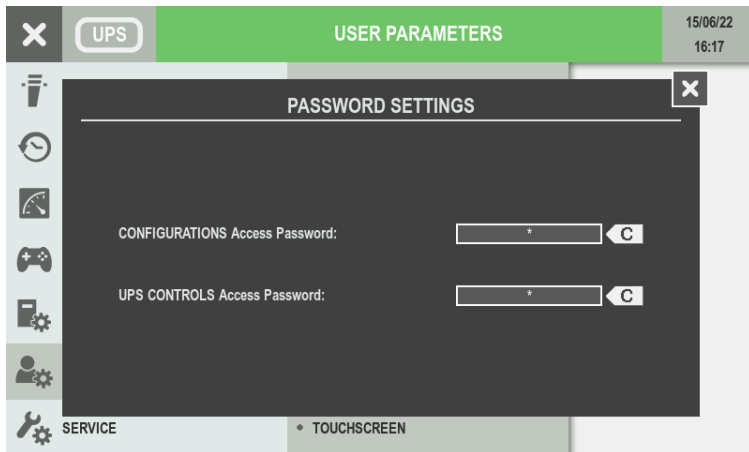 UPS
USER PARAMETERS
15/06/22
16:17
PASSWORD SETTINGS
CONFIGURATIONS Access Password: * C
UPS CONTROLS Access Password: * C
SERVICE
• TOUCHSCREEN